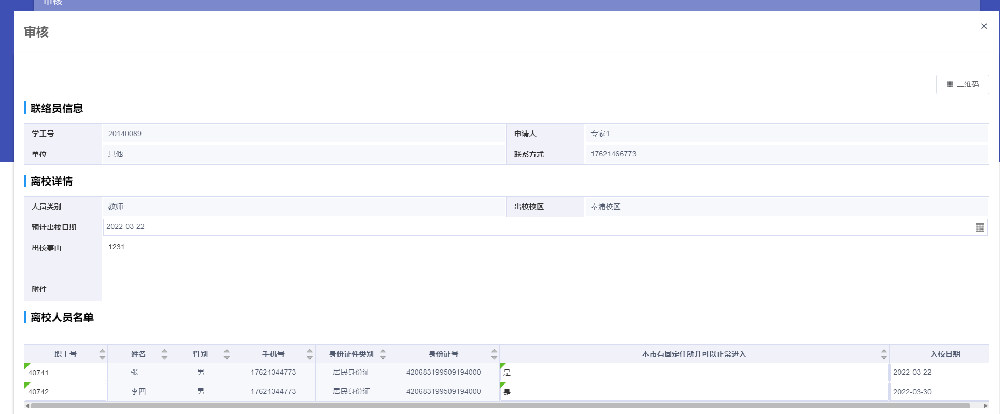 审核
审核
二维码
联络员信息
学工号 20140089 申请人 专家1
单位 其他 联系方式 17621466773
离校详情
人员类别 教师 出校校区 奉浦校区
预计出校日期 2022-03-22
出校事由 1231
附件
离校人员名单
职工号 姓名 性别 手机号 身份证件类别 身份证号 本市有固定住所并可以正常进入 入校日期
40741 张三 男 17621344773 居民身份证 420683199509194000 是 2022-03-22
40742 李四 男 17621344773 居民身份证 420683199509194000 是 2022-03-30